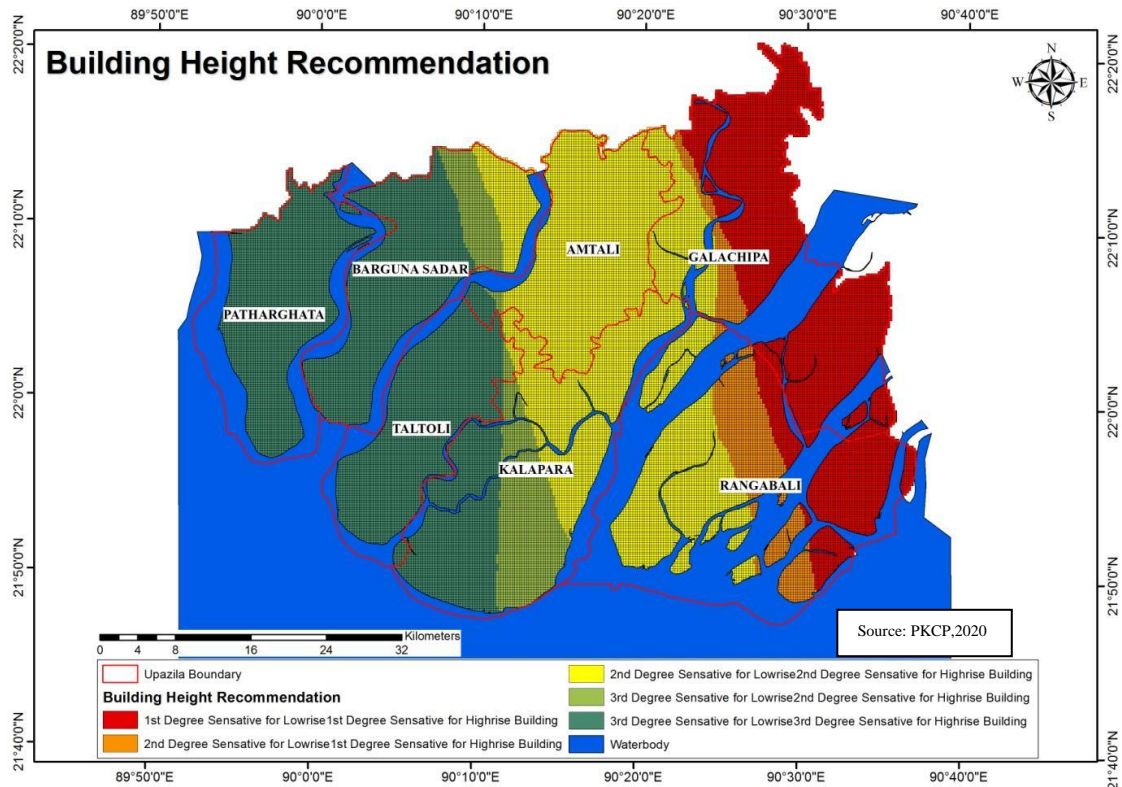 89°50'0"E 90°0'0"E 90°10'0"E 90°20'0"E 90°30'0"E 90°40'0"E
22°20'0"N
22°20'0"N
Building Height Recommendation
N
W E
S
22°10'0"N
22°10'0"N
AMTALI
GALACHIPA
BARGUNA SADAR
PATHARGHATA
22°0'0"N
22°0'0"N
TALTOLI
KALAPARA
RANGABALI
21°50'0"N
21°50'0"N
Source: PKCP,2020
Kilometers
0 4 8 16 24 32
Upazila Boundary
Building Height Recommendation
1st Degree Sensative for Lowrise1st Degree Sensative for Highrise Building
2nd Degree Sensative for Lowrise1st Degree Sensative for Highrise Building
2nd Degree Sensative for Lowrise2nd Degree Sensative for Highrise Building
3rd Degree Sensative for Lowrise2nd Degree Sensative for Highrise Building
3rd Degree Sensative for Lowrise3rd Degree Sensative for Highrise Building
Waterbody
21°40'0"N
21°40'0"N
89°50'0"E 90°0'0"E 90°10'0"E 90°20'0"E 90°30'0"E 90°40'0"E